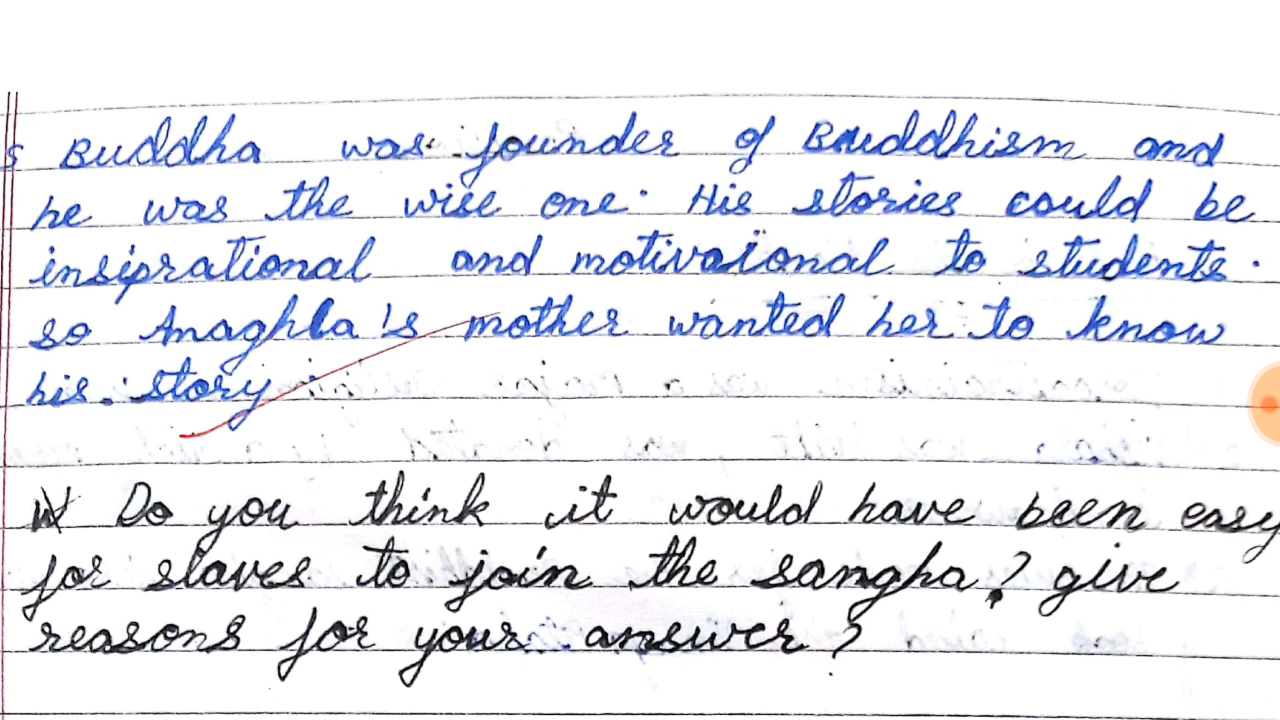 Buddha was founder of Buddhism and
he was the wise one. His stories could be
insiprational and motivaional to students.
so Anaghla's mother wanted her to know
his story
Do you think it would have been easy
for slaves to join the sangha? give
reasons for your answer?